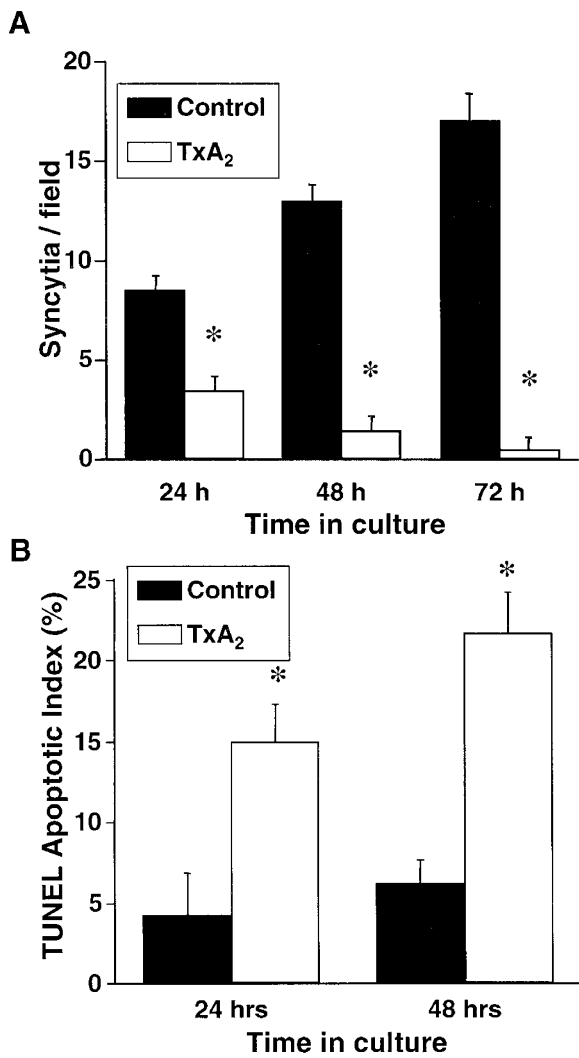 A
20
15
10
5
0
Syncytia / field
Control
TxA₂
*
*
*
24 h
48 h
72 h
Time in culture
B
25
20
15
10
5
0
TUNEL Apoptotic Index (%)
Control
TxA₂
*
*
24 hrs
48 hrs
Time in culture